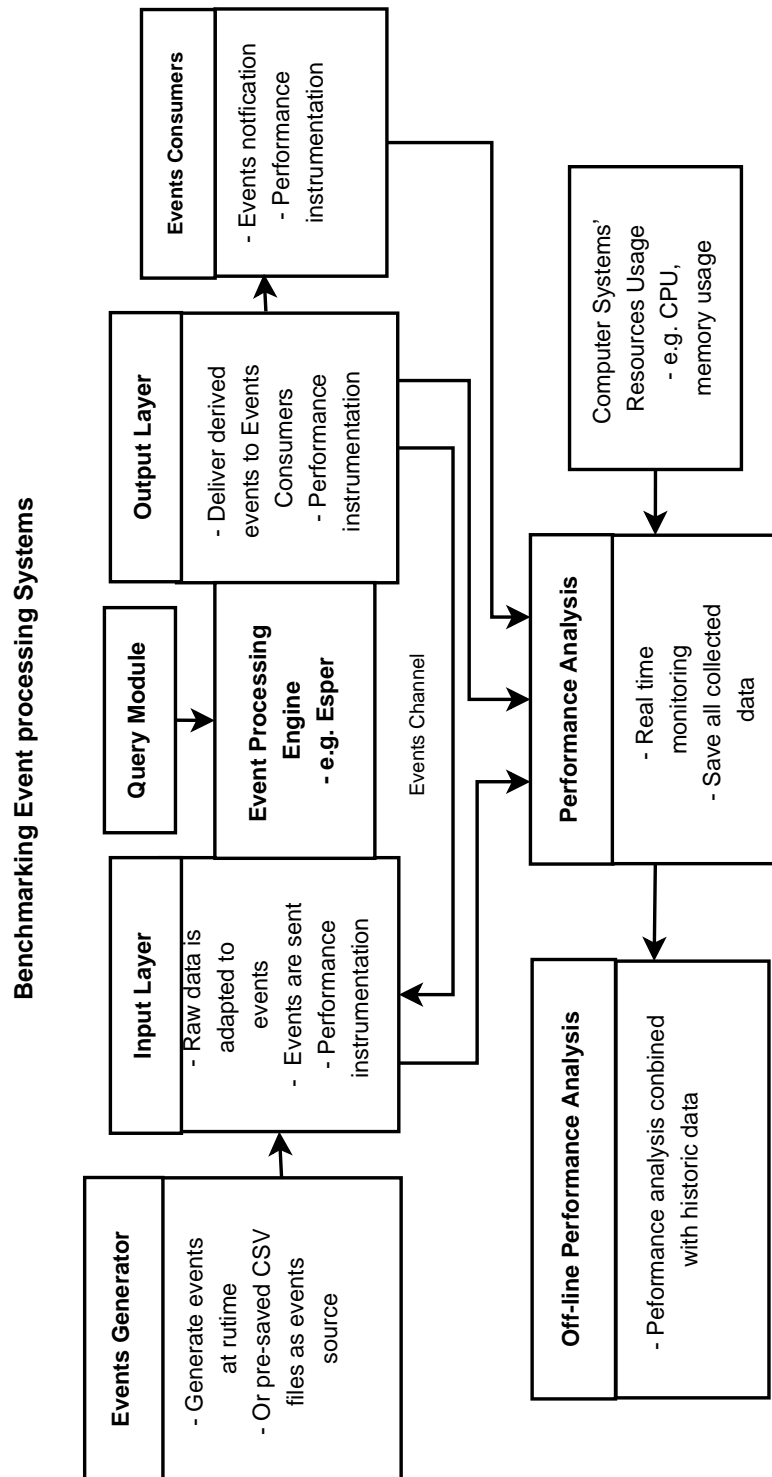 Benchmarking Event processing Systems
Events Generator
- Generate events
at rutime
- Or pre-saved CSV
files as events
source
Input Layer
- Raw data is
adapted to
events
- Events are sent
- Performance
instrumentation
Query Module
Event Processing
Engine
- e.g. Esper
Events Channel
Output Layer
- Deliver derived
events to Events
Consumers
- Performance
instrumentation
Events Consumers
- Events notfication
- Performance
instrumentation
Off-line Performance Analysis
- Peformance analysis conbined
with historic data
Performance Analysis
- Real time
monitoring
- Save all collected
data
Computer Systems’
Resources Usage
- e.g. CPU,
memory usage